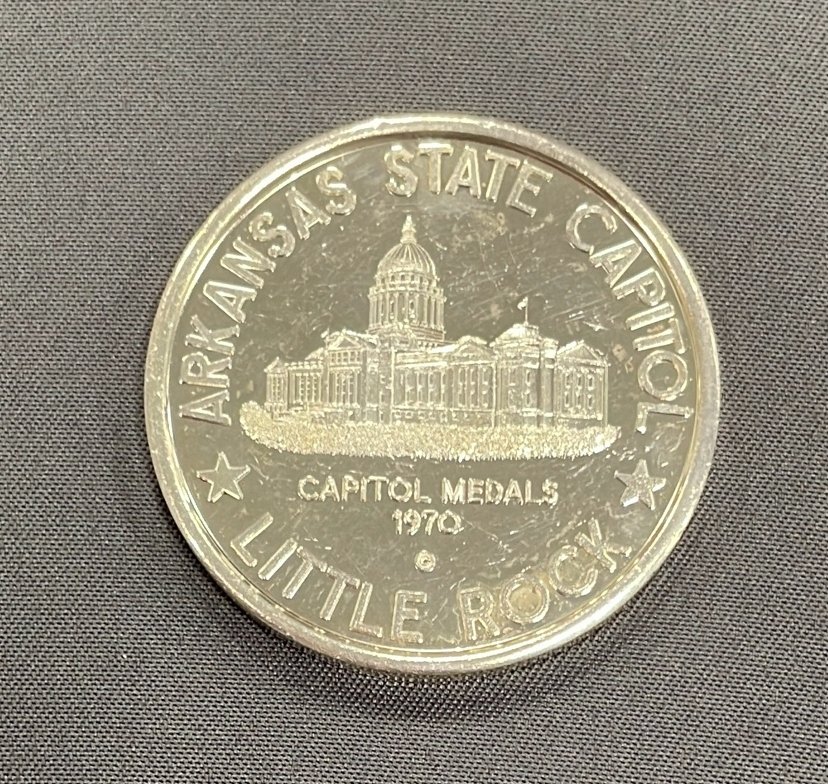 ARKANSAS STATE CAPITOL
CAPITOL MEDALS
1970
G
LITTLE ROCK